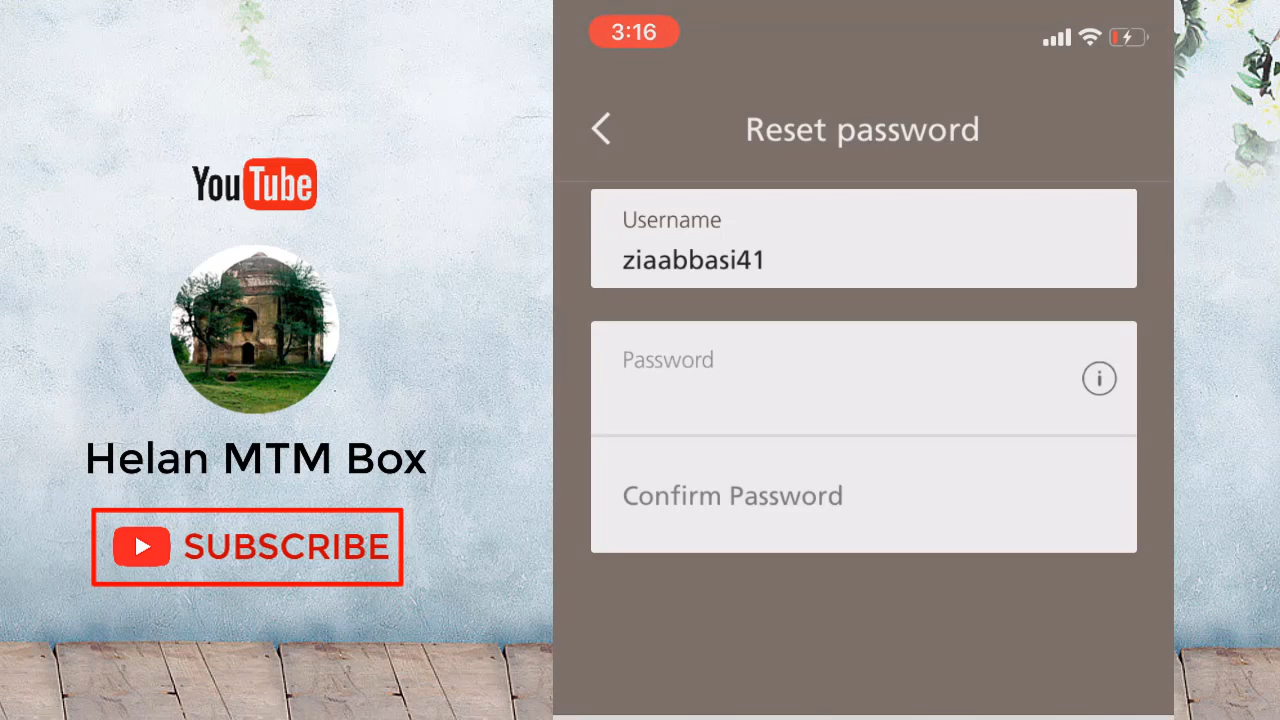 YouTube
Helan MTM Box
SUBSCRIBE
3:16
Reset password
Username
ziaabbasi41
Password
Confirm Password